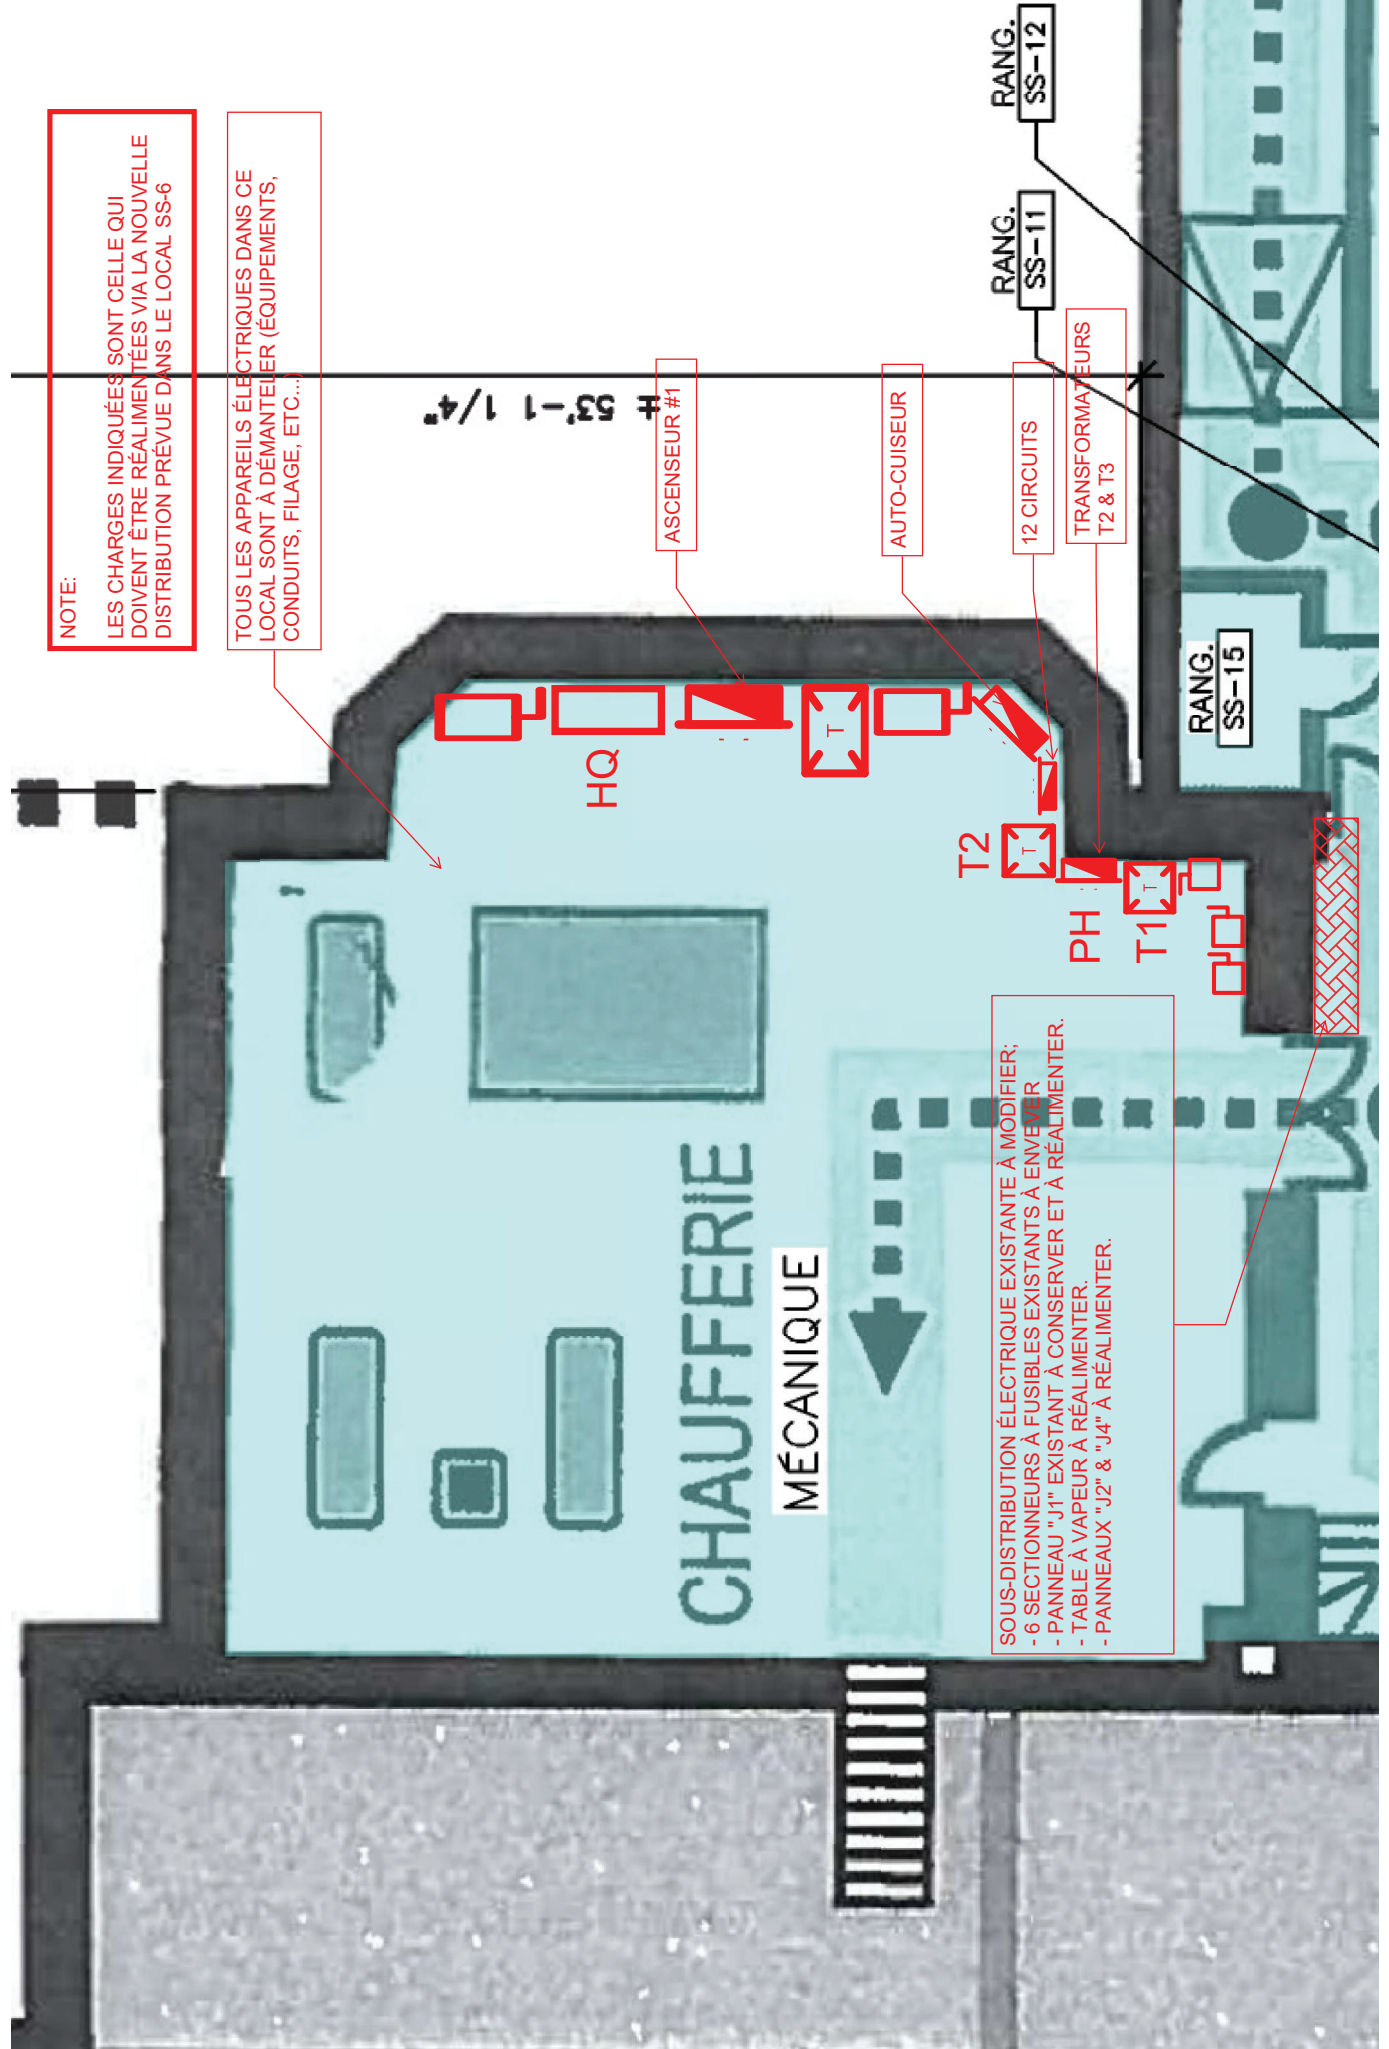 NOTE:
LES CHARGES INDIQUÉES SONT CELLE QUI
DOIVENT ÊTRE RÉALIMENTÉES VIA LA NOUVELLE
DISTRIBUTION PRÉVUE DANS LE LOCAL SS-6
TOUS LES APPAREILS ÉLECTRIQUES DANS CE
LOCAL SONT À DÉMANTELER (ÉQUIPEMENTS,
CONDUITS, FILAGE, ETC...)
± 53'-1 1/4"
ASCENSEUR #1
AUTO-CUISEUR
12 CIRCUITS
TRANSFORMATEURS
T2 & T3
RANG.
SS-11
RANG.
SS-12
RANG.
SS-15
HQ
T
T2
T
PH
T1
T
CHAUFFERIE
MÉCANIQUE
SOUS-DISTRIBUTION ÉLECTRIQUE EXISTANTE À MODIFIER;
- 6 SECTIONNEURS À FUSIBLES EXISTANTS À ENVEVER
- PANNEAU "J1" EXISTANT À CONSERVER ET À RÉALIMENTER.
- TABLE À VAPEUR À RÉALIMENTER.
- PANNEAUX "J2" & "J4" À RÉALIMENTER.